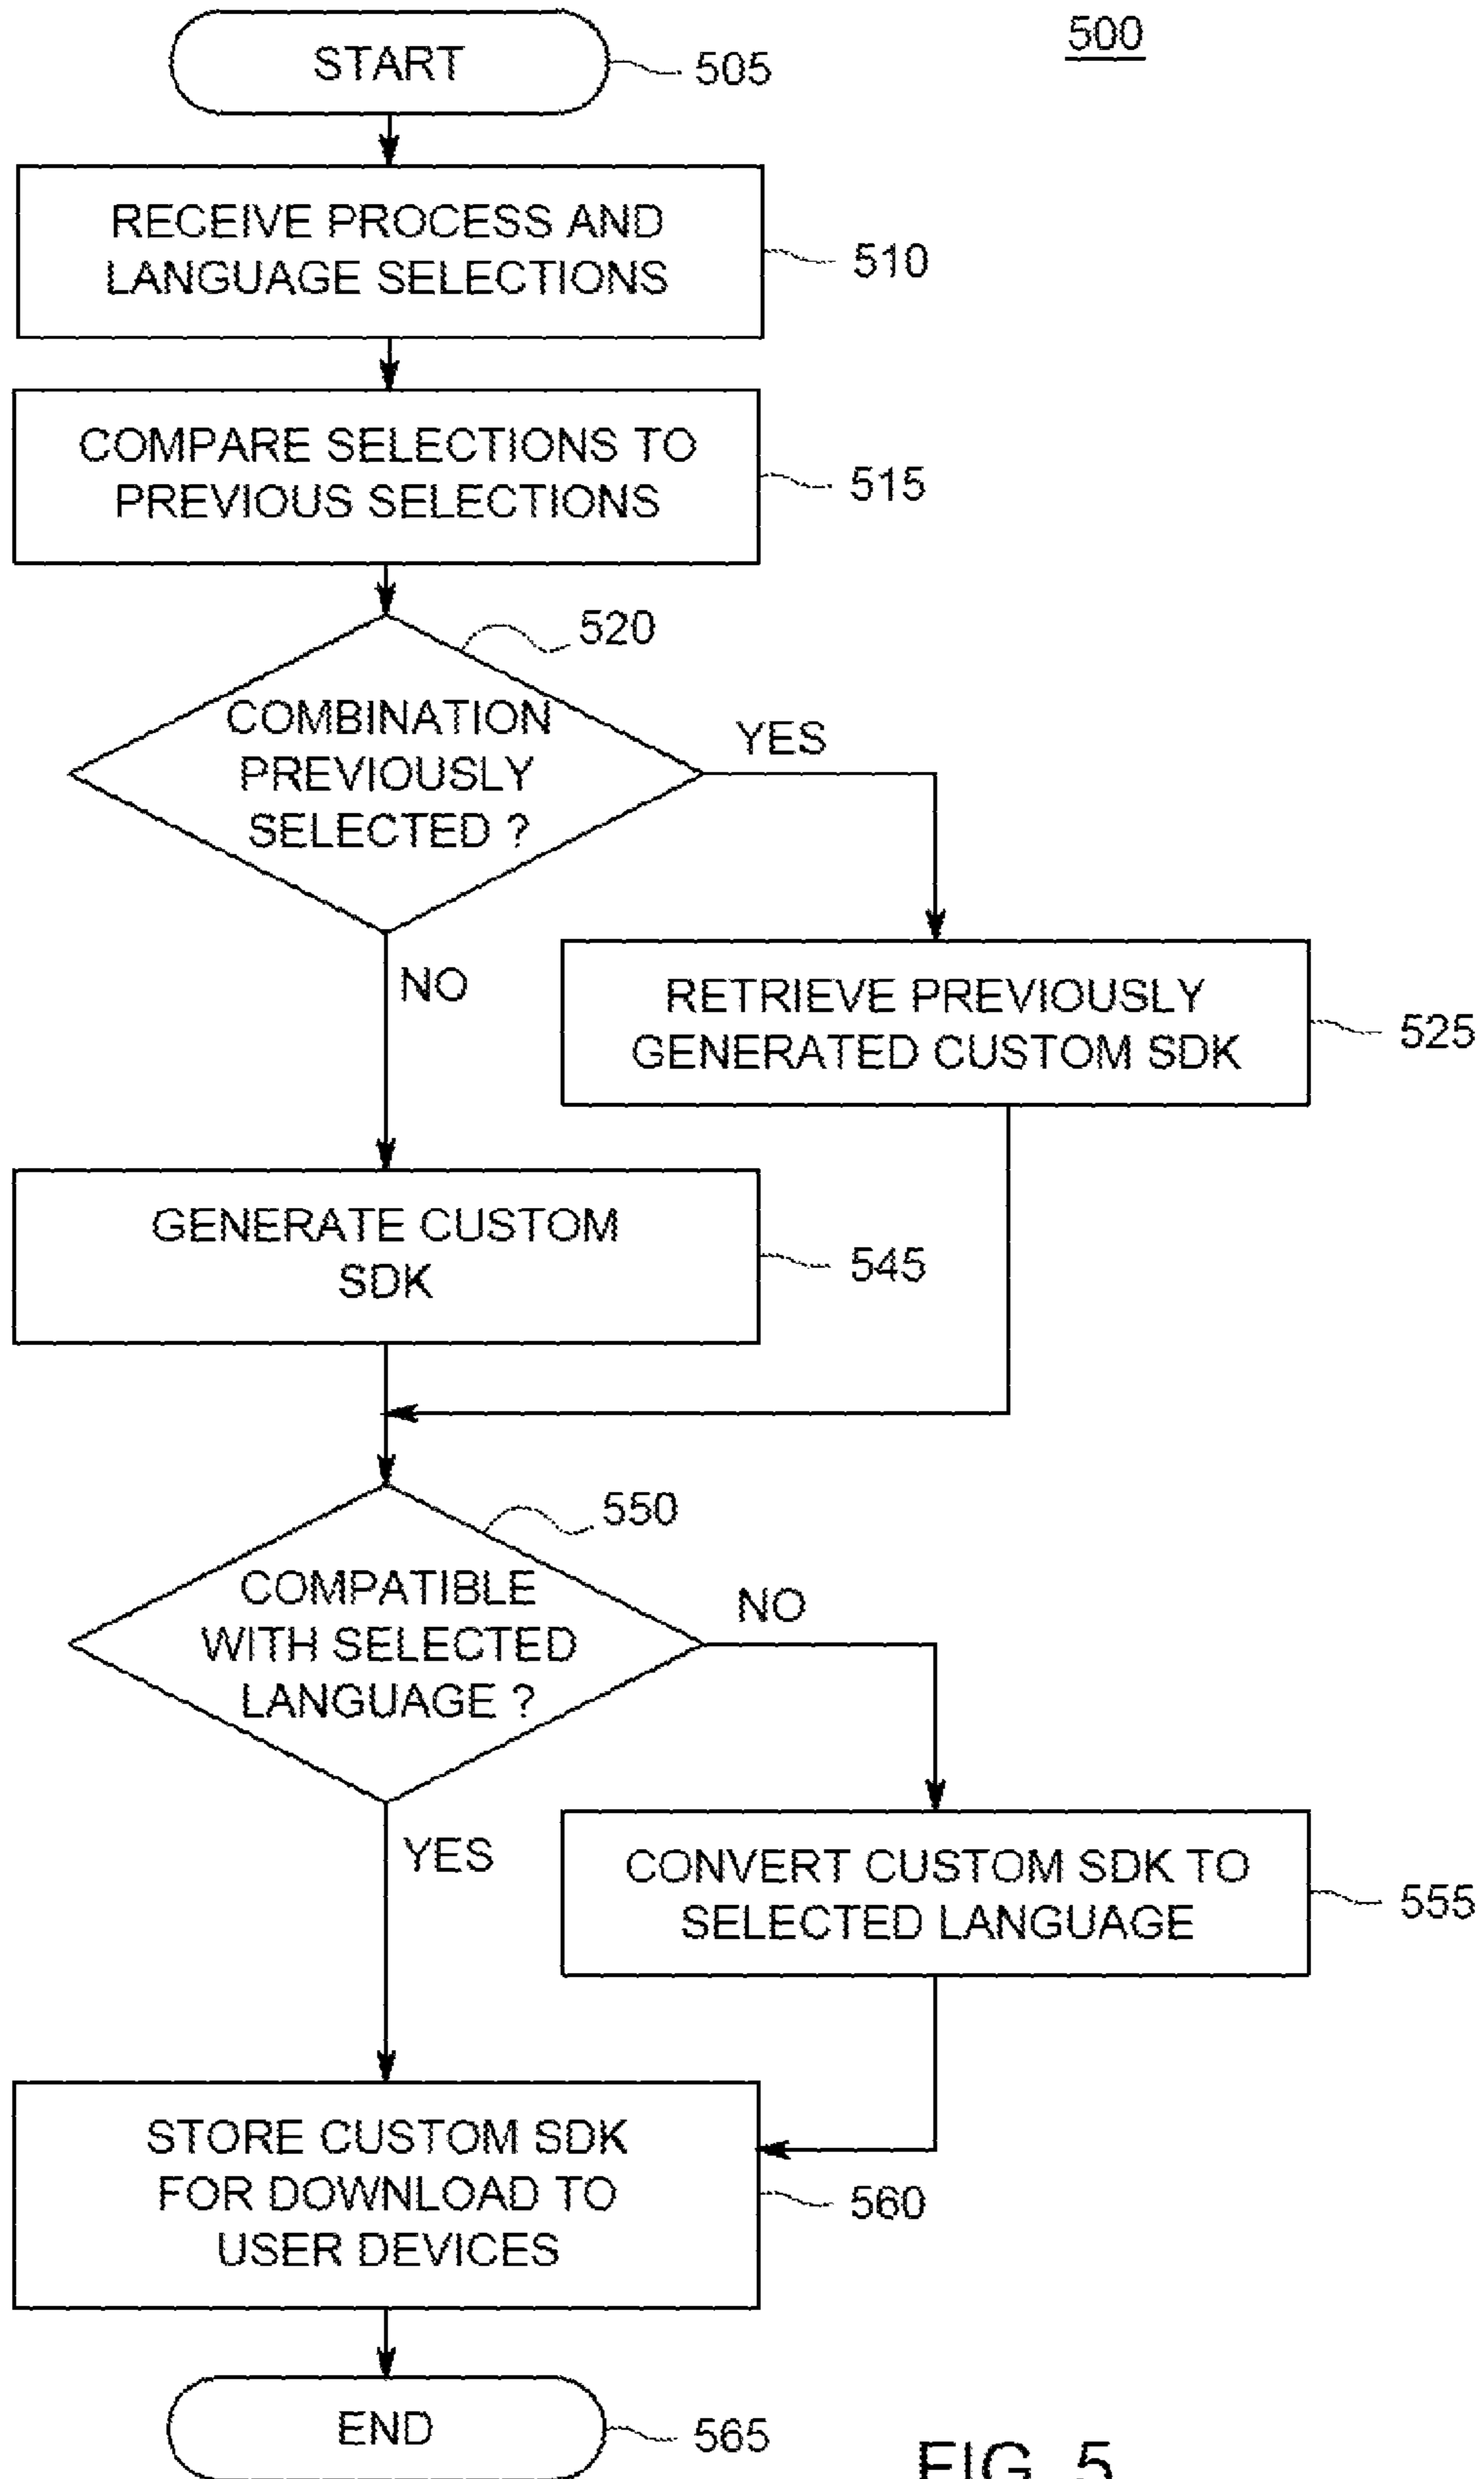 500
START
505
RECEIVE PROCESS AND
LANGUAGE SELECTIONS
510
COMPARE SELECTIONS TO
PREVIOUS SELECTIONS
515
520
COMBINATION
PREVIOUSLY
SELECTED ?
YES
NO
RETRIEVE PREVIOUSLY
GENERATED CUSTOM SDK
525
GENERATE CUSTOM
SDK
545
550
COMPATIBLE
WITH SELECTED
LANGUAGE ?
NO
YES
CONVERT CUSTOM SDK TO
SELECTED LANGUAGE
555
STORE CUSTOM SDK
FOR DOWNLOAD TO
USER DEVICES
560
END
565
FIG. 5